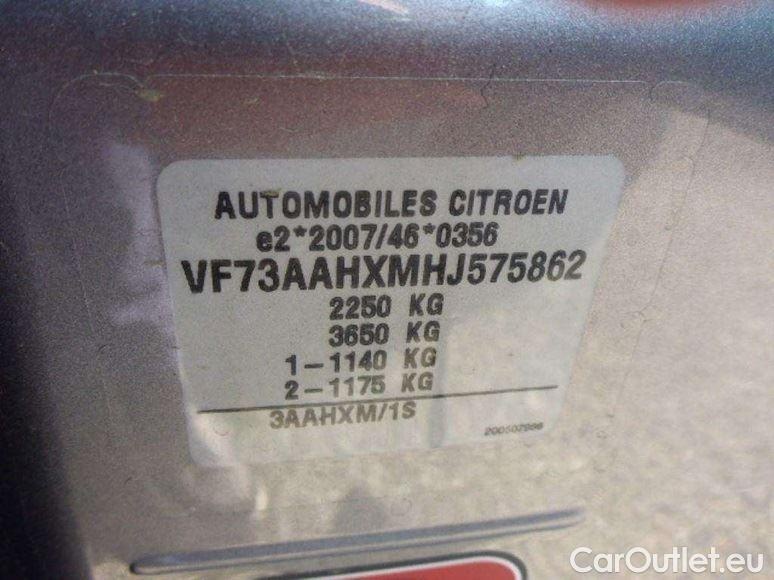 AUTOMOBILES CITROEN
e2*2007/46*0356
VF73AAHXMHJ575862
2250 KG
3650 KG
1-1140 KG
2-1175 KG
3AAHXM/1S
CarOutlet.eu